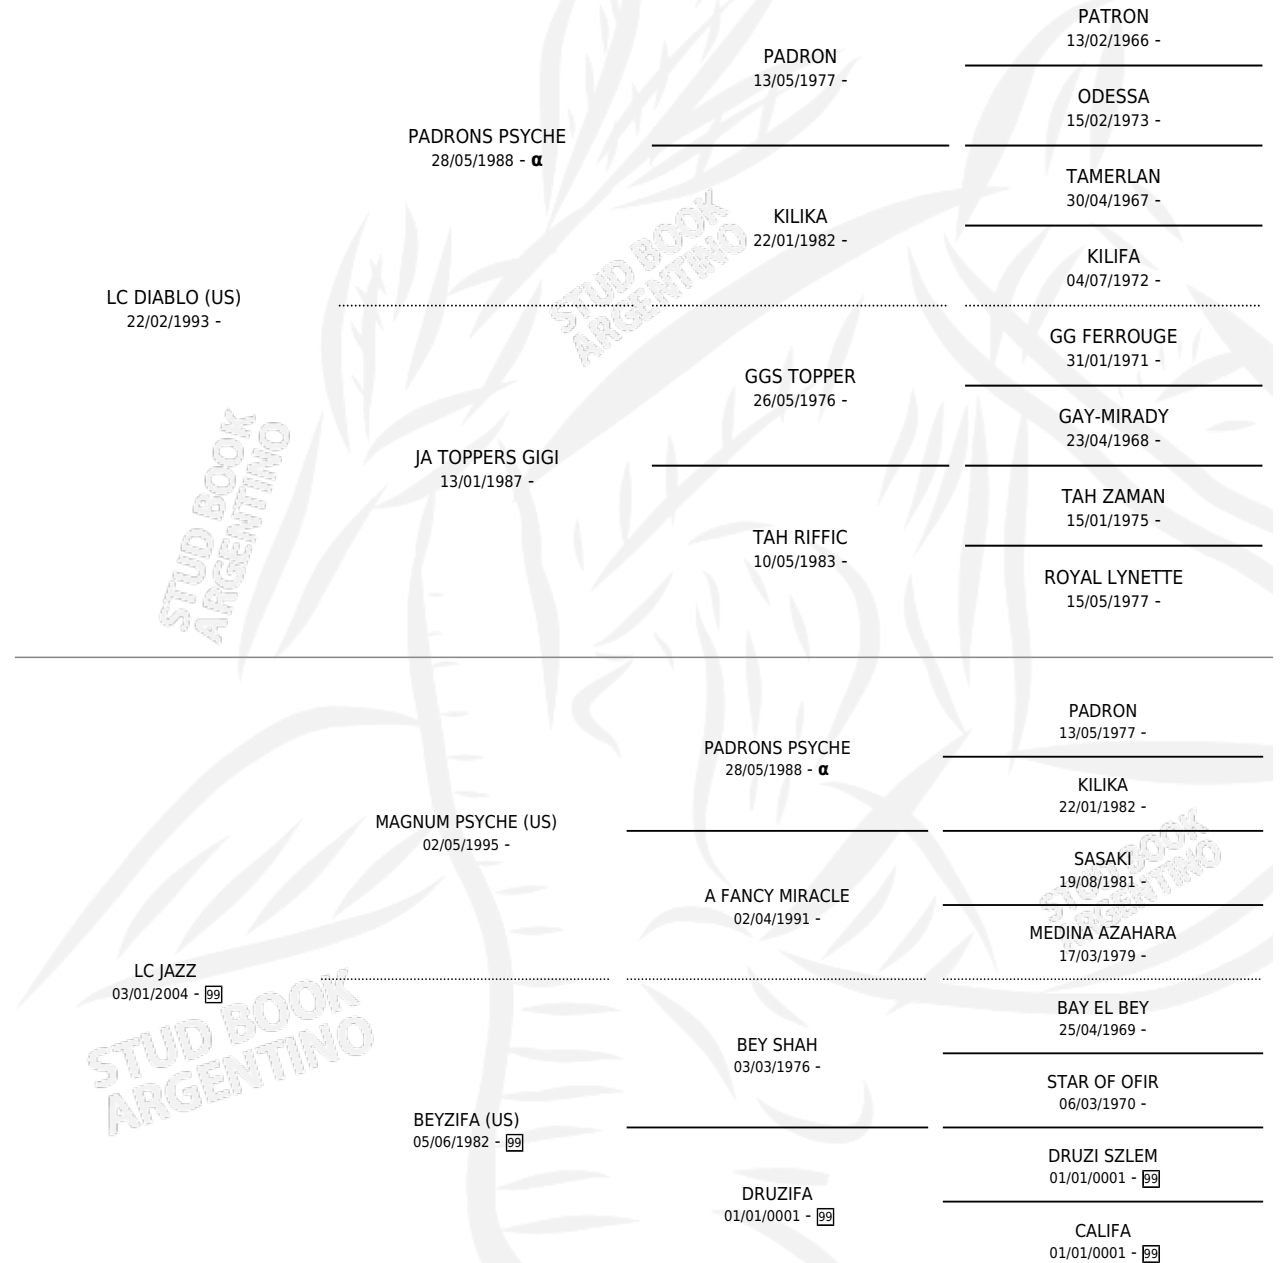 PATRON
13/02/1966 -
PADRON
13/05/1977 -
ODESSA
15/02/1973 -
PADRONS PSYCHE
28/05/1988 - α
TAMERLAN
30/04/1967 -
KILIKA
22/01/1982 -
KILIFA
04/07/1972 -
LC DIABLO (US)
22/02/1993 -
GG FERROUGE
31/01/1971 -
GGS TOPPER
26/05/1976 -
GAY-MIRADY
23/04/1968 -
JA TOPPERS GIGI
13/01/1987 -
TAH ZAMAN
15/01/1975 -
TAH RIFFIC
10/05/1983 -
ROYAL LYNETTE
15/05/1977 -
PADRON
13/05/1977 -
PADRONS PSYCHE
28/05/1988 - α
KILIKA
22/01/1982 -
MAGNUM PSYCHE (US)
02/05/1995 -
SASAKI
19/08/1981 -
A FANCY MIRACLE
02/04/1991 -
MEDINA AZAHARA
17/03/1979 -
LC JAZZ
03/01/2004 - 99
BAY EL BEY
25/04/1969 -
BEY SHAH
03/03/1976 -
STAR OF OFIR
06/03/1970 -
BEYZIFA (US)
05/06/1982 - 99
DRUZI SZLEM
01/01/0001 - 99
DRUZIFA
01/01/0001 - 99
CALIFA
01/01/0001 - 99
STUD BOOK
ARGENTINO
STUD BOOK
ARGENTINO
STUD BOOK
ARGENTINO
STUD BOOK
ARGENTINO